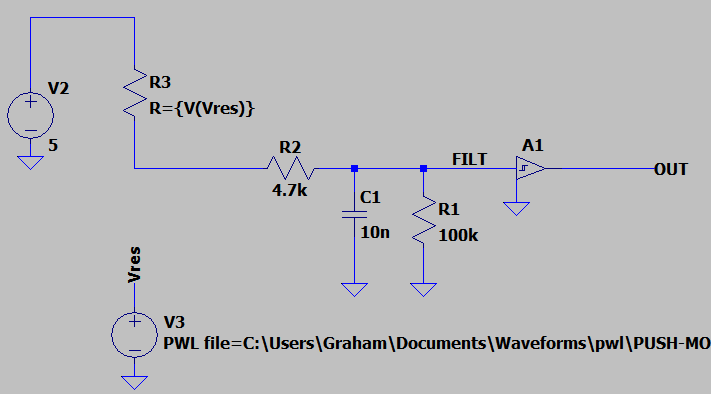 V2
5
R3
R={V(Vres)}
R2
4.7k
C1
10n
FILT
R1
100k
A1
OUT
Vres
V3
PWL file=C:\Users\Graham\Documents\Waveforms\pwl\PUSH-MO